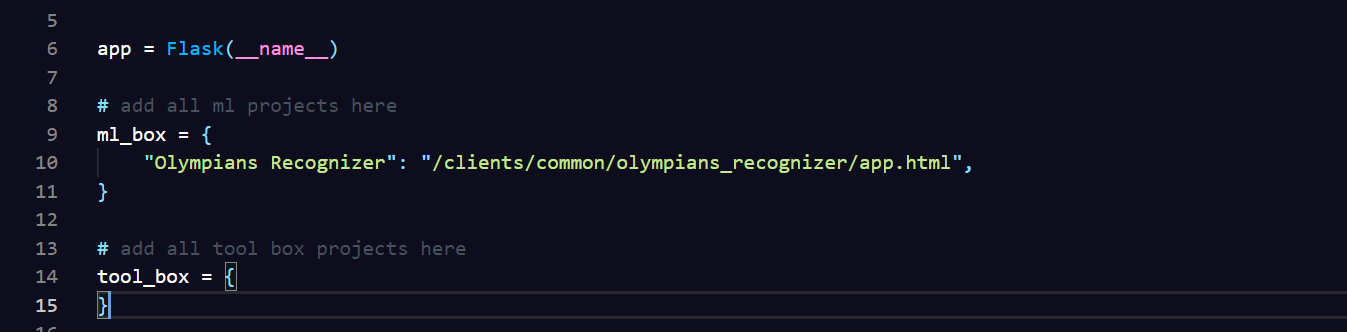 5
6 app = Flask(__name__)
7
8 # add all ml projects here
9 ml_box = {
10     "Olympians Recognizer": "/clients/common/olympians_recognizer/app.html",
11 }
12
13 # add all tool box projects here
14 tool_box = {
15 }
16